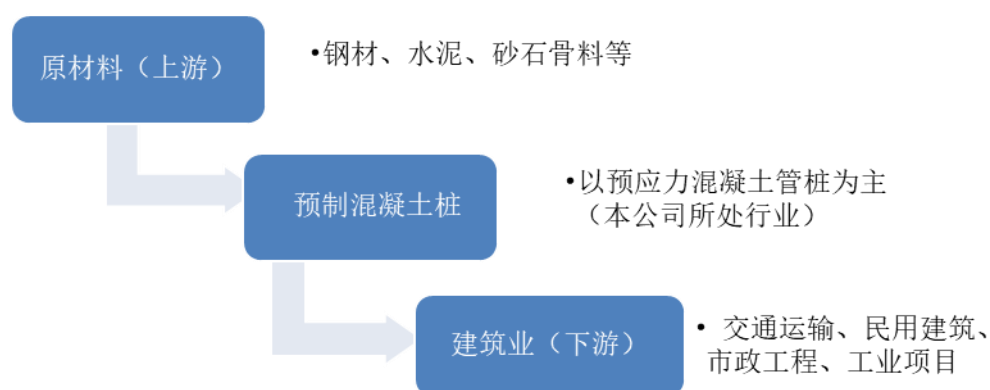 原材料（上游）
•钢材、水泥、砂石骨料等
预制混凝土桩
•以预应力混凝土管桩为主
（本公司所处行业）
建筑业（下游）
• 交通运输、民用建筑、
市政工程、工业项目